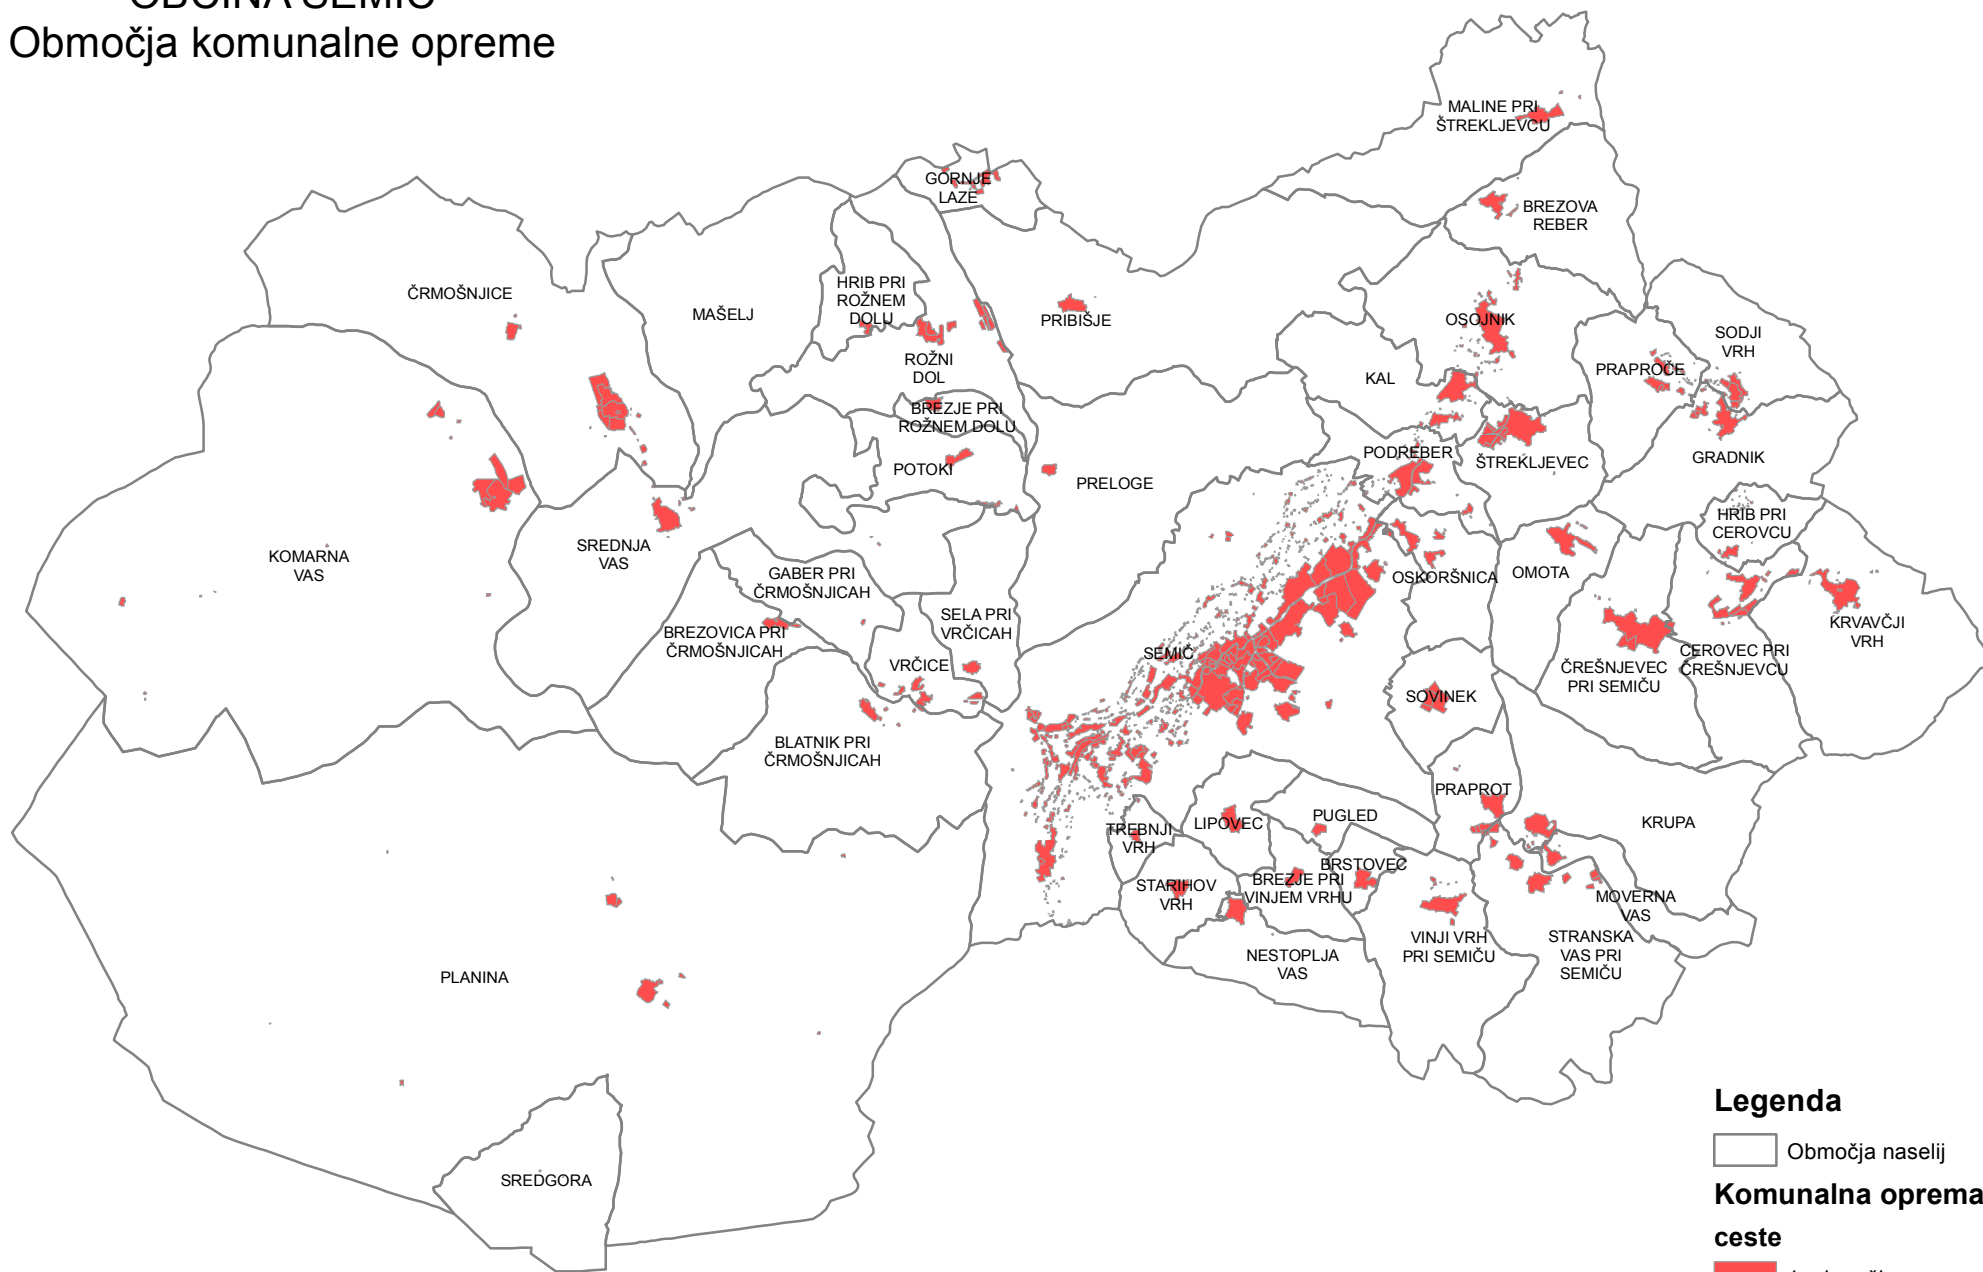 OBČINA SEMIČ
Območja komunalne opreme
MALINE PRI
ŠTREKLJEVCU
GORNJE
LAZE
BREZOVA
REBER
ČRMOŠNJICE
MAŠELJ
HRIB PRI
ROŽNEM
DOLU
PRIBIŠJE
OSOJNIK
SODJI
VRH
ROŽNI
DOL
KAL
PRAPROČE
BREZJE PRI
ROŽNEM DOLU
POTOKI
PRELOGE
PODREBER
ŠTREKLJEVEC
GRADNIK
KOMARNA
VAS
SREDNJA
VAS
HRIB PRI
CEROVCU
GABER PRI
ČRMOŠNJICAH
OSKORŠNICA
OMOTA
BREZOVICA PRI
ČRMOŠNJICAH
SELA PRI
VRČICAH
VRČICE
SEMIČ
KRVAVČJI
VRH
ČREŠNJEVEC
PRI SEMIČU
CEROVEC PRI
ČREŠNJEVCU
SOVINEK
BLATNIK PRI
ČRMOŠNJICAH
PRAPROT
TREBNJI
VRH
LIPOVEC
PUGLED
KRUPA
BRSTOVEC
STARIHOV
VRH
BREZJE PRI
VINJEM VRHU
MOVERNA
VAS
VINJI VRH
PRI SEMIČU
STRANSKA
VAS PRI
SEMIČU
NESTOPLJA
VAS
PLANINA
SREDGORA
Legenda
Območja naselij
Komunalna oprema
ceste